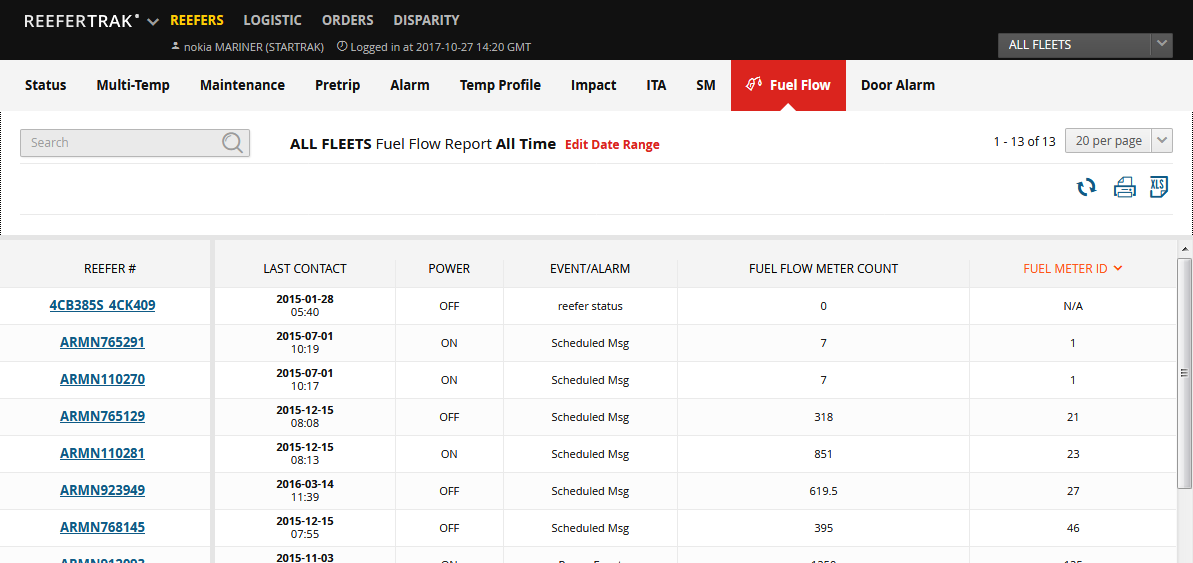 REEFERTRAK REEFERS LOGISTIC ORDERS DISPARITY
nokia MARINER (STARTRAK) Logged in at 2017-10-27 14:20 GMT
ALL FLEETS
Status Multi-Temp Maintenance Pretrip Alarm Temp Profile Impact ITA SM Fuel Flow Door Alarm
Search ALL FLEETS Fuel Flow Report All Time Edit Date Range 1 - 13 of 13 20 per page
XLS
REEFER # LAST CONTACT POWER EVENT/ALARM FUEL FLOW METER COUNT FUEL METER ID
4CB385S_4CK409 2015-01-28 05:40 OFF reefer status 0 N/A
ARMN765291 2015-07-01 10:19 ON Scheduled Msg 7 1
ARMN110270 2015-07-01 10:17 ON Scheduled Msg 7 1
ARMN765129 2015-12-15 08:08 OFF Scheduled Msg 318 21
ARMN110281 2015-12-15 08:13 ON Scheduled Msg 851 23
ARMN923949 2016-03-14 11:39 OFF Scheduled Msg 619.5 27
ARMN768145 2015-12-15 07:55 OFF Scheduled Msg 395 46
2015-11-03